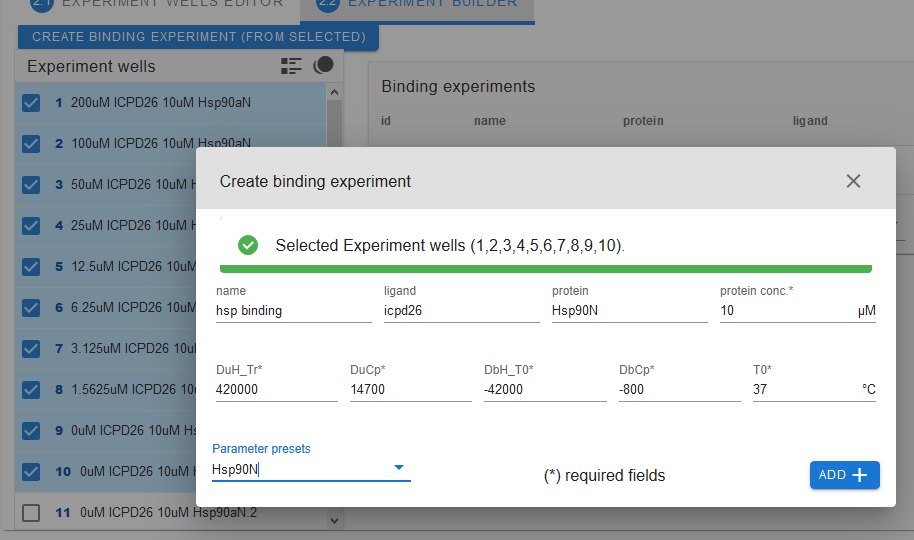 2.1 EXPERIMENT WELLS EDITOR
2.2 EXPERIMENT BUILDER
CREATE BINDING EXPERIMENT (FROM SELECTED)
Experiment wells
1 200uM ICPD26 10uM Hsp90aN
2 100uM ICPD26 10uM Hsp90aN
3 50uM ICPD26 10uM H
4 25uM ICPD26 10uM H
5 12.5uM ICPD26 10uM
6 6.25uM ICPD26 10uM
7 3.125uM ICPD26 10u
8 1.5625uM ICPD26 10
9 0uM ICPD26 10uM Hs
10 0uM ICPD26 10uM H
11 0uM ICPD26 10uM Hsp90aN.2
Binding experiments
id name protein ligand
Create binding experiment
Selected Experiment wells (1,2,3,4,5,6,7,8,9,10).
name ligand protein protein conc.*
hsp binding icpd26 Hsp90N 10 µM
DuH_Tr* DuCp* DbH_T0* DbCp* T0*
420000 14700 -42000 -800 37 °C
Parameter presets
Hsp90N
(*) required fields
ADD